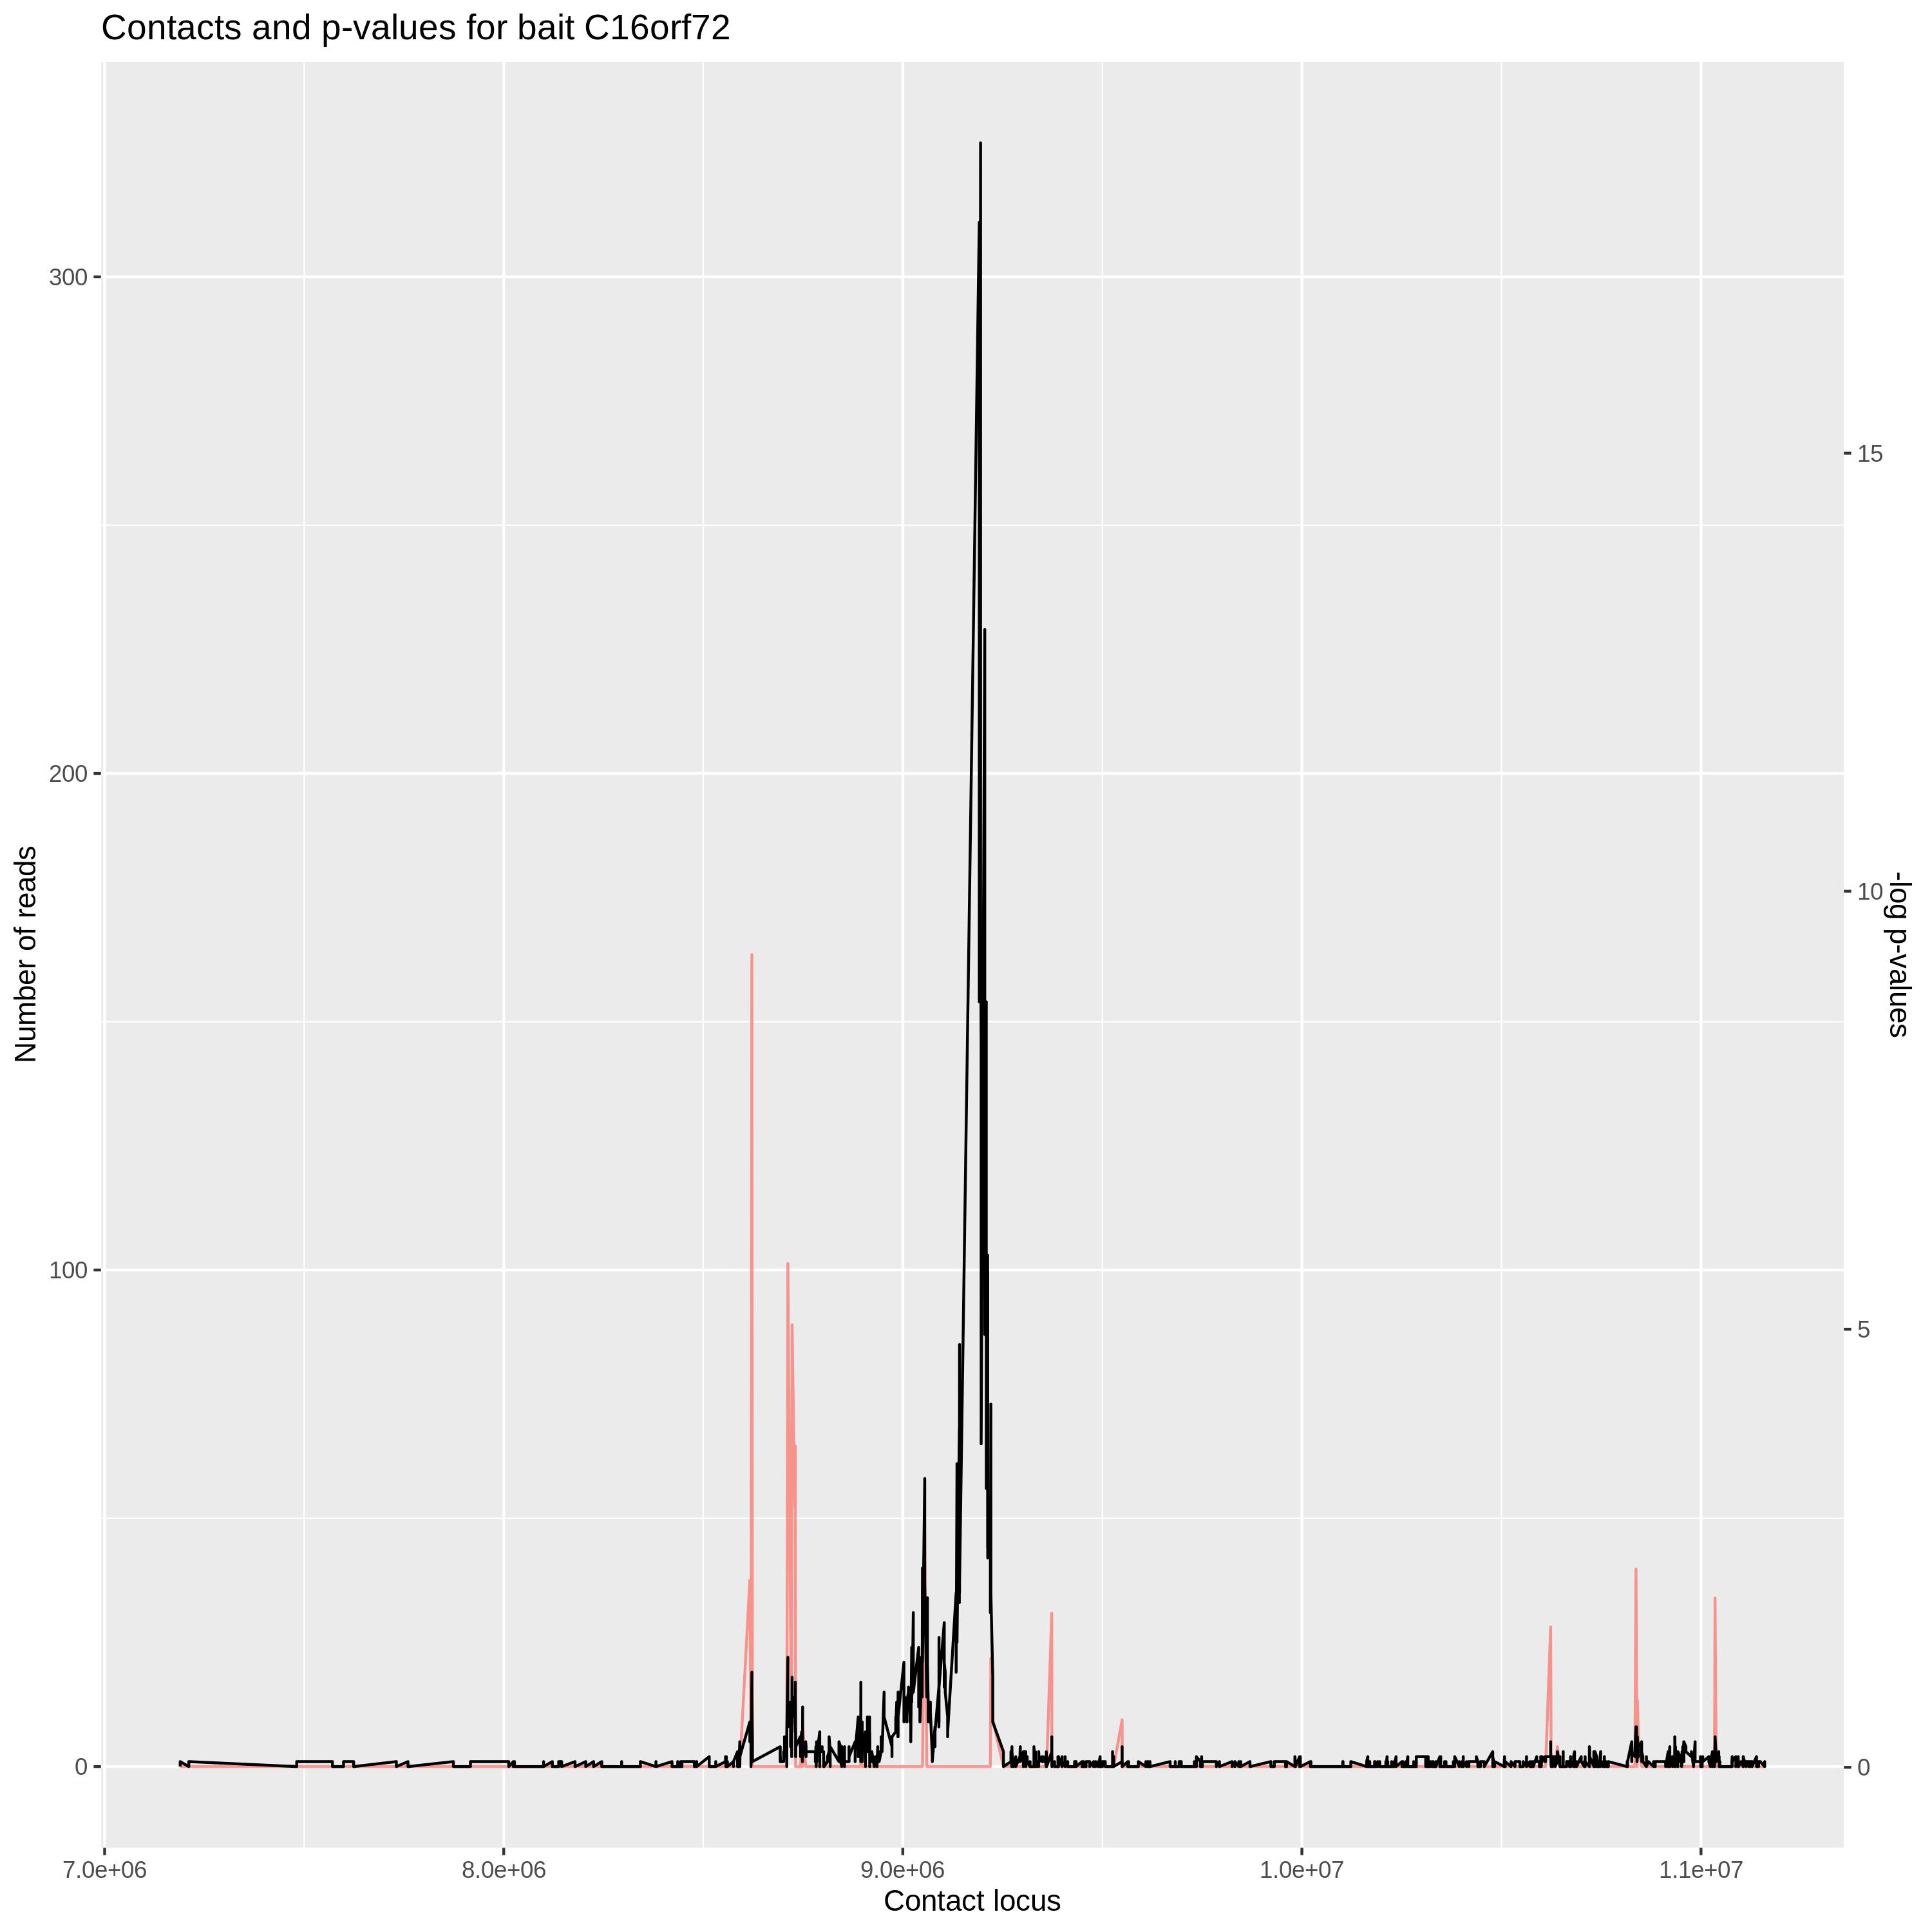 Contacts and p-values for bait C16orf72
300
200
100
0
Number of reads
15
10
5
0
-log p-values
7.0e+06
8.0e+06
9.0e+06
1.0e+07
1.1e+07
Contact locus